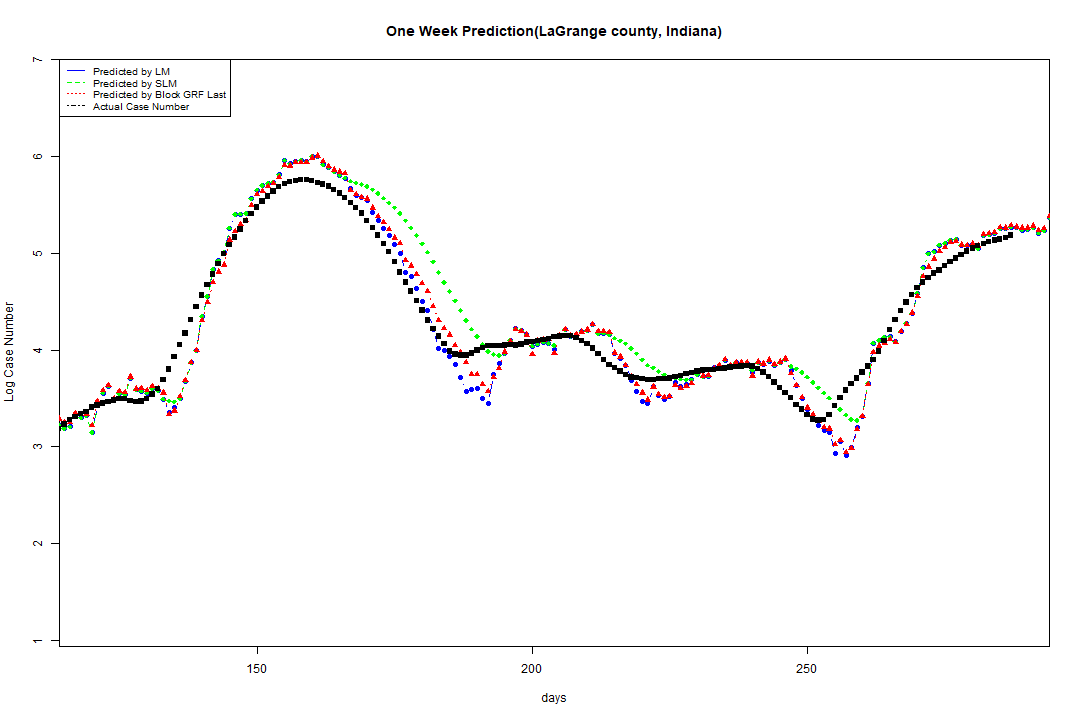 One Week Prediction(LaGrange county, Indiana)
Predicted by LM
Predicted by SLM
Predicted by Block GRF Last
Actual Case Number
7
6
5
4
3
2
1
Log Case Number
150 200 250
days